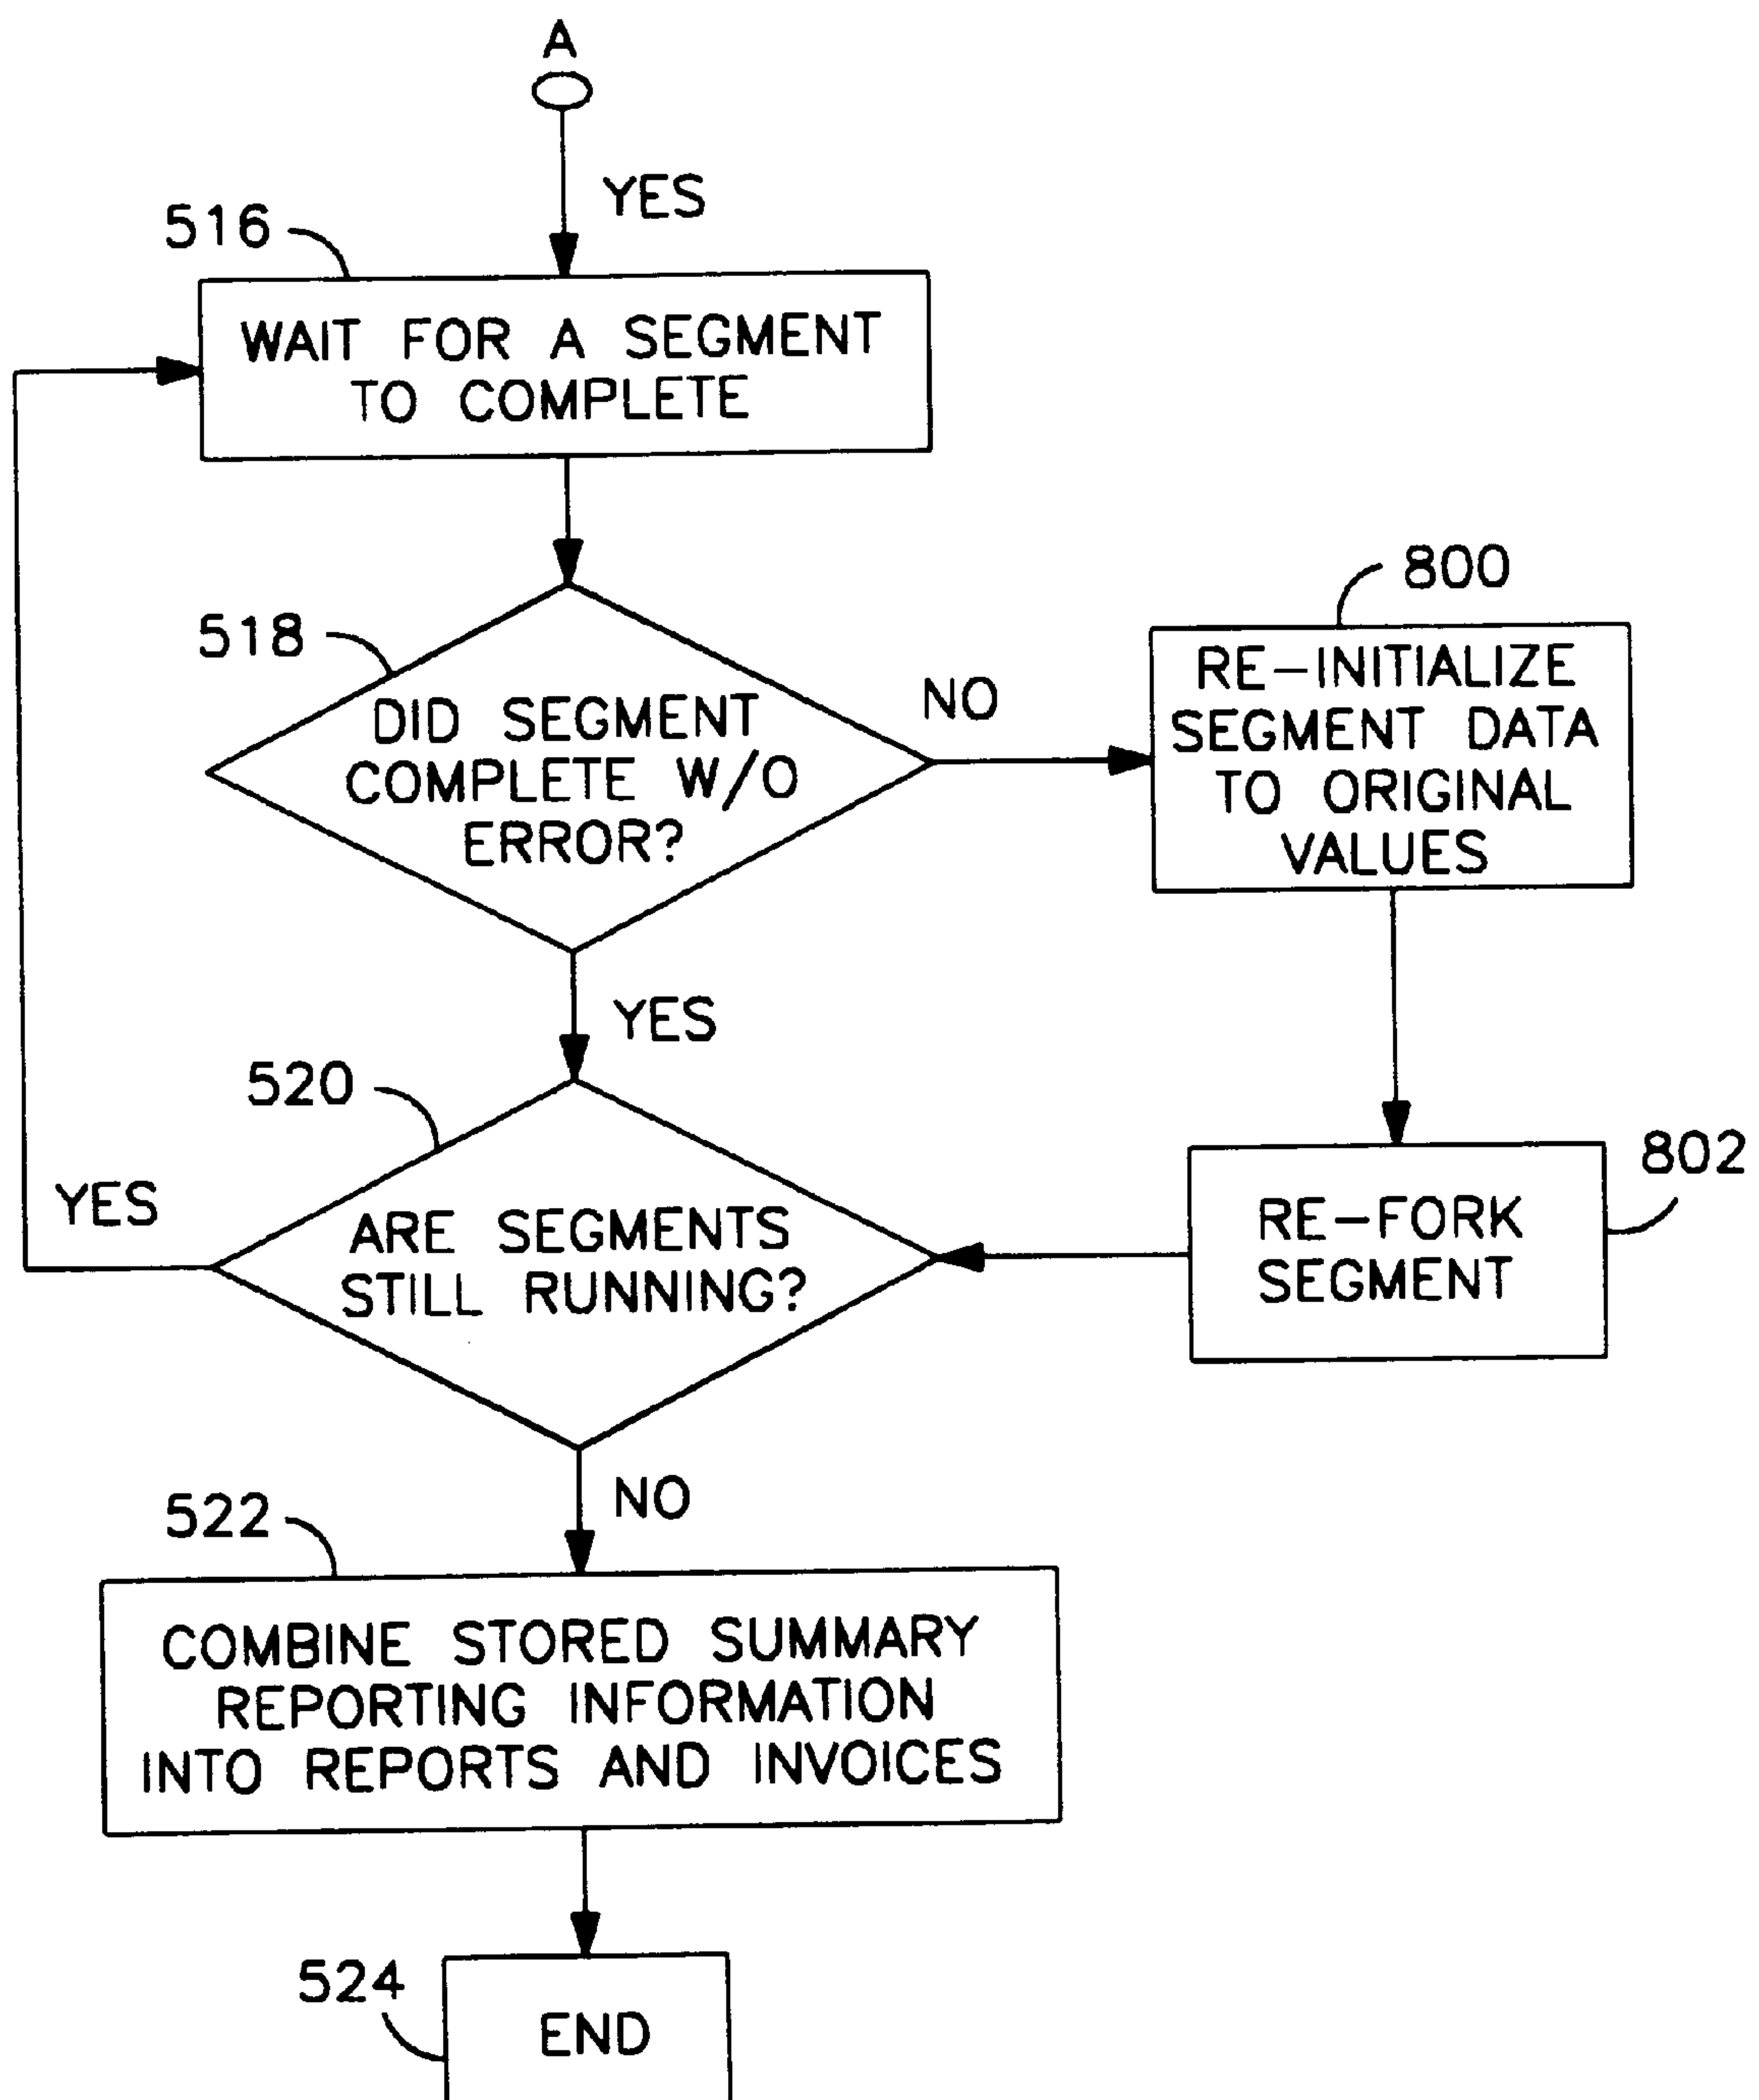 A
YES
516
WAIT FOR A SEGMENT
TO COMPLETE
518
DID SEGMENT
COMPLETE W/O
ERROR?
NO
800
RE-INITIALIZE
SEGMENT DATA
TO ORIGINAL
VALUES
YES
520
YES
ARE SEGMENTS
STILL RUNNING?
802
RE-FORK
SEGMENT
NO
522
COMBINE STORED SUMMARY
REPORTING INFORMATION
INTO REPORTS AND INVOICES
524
END